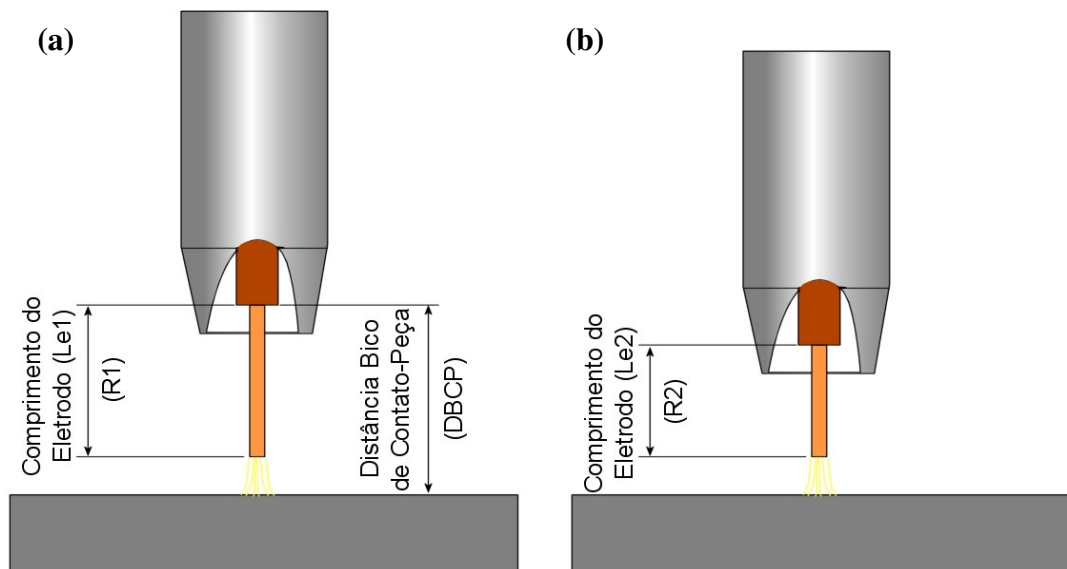 (a)
Comprimento do
Eletrodo (Le1)
(R1)
Distância Bico
de Contato-Peça
(DBCP)
(b)
Comprimento do
Eletrodo (Le2)
(R2)